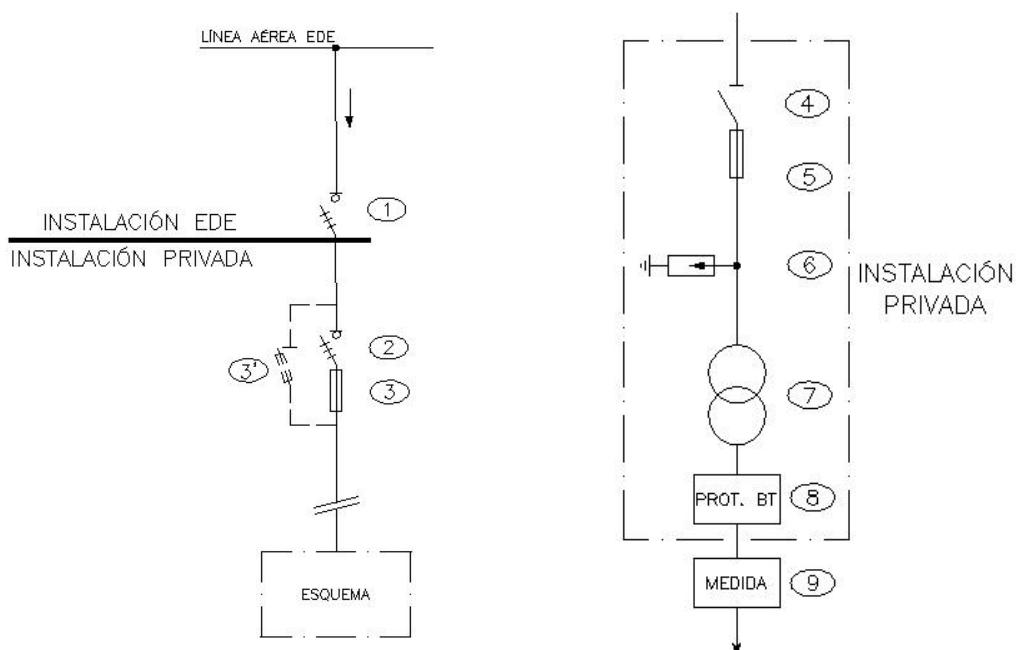 LÍNEA AÉREA EDE
1
INSTALACIÓN EDE
INSTALACIÓN PRIVADA
2
3'
3
ESQUEMA
4
5
6
INSTALACIÓN
PRIVADA
7
PROT. BT
8
MEDIDA
9